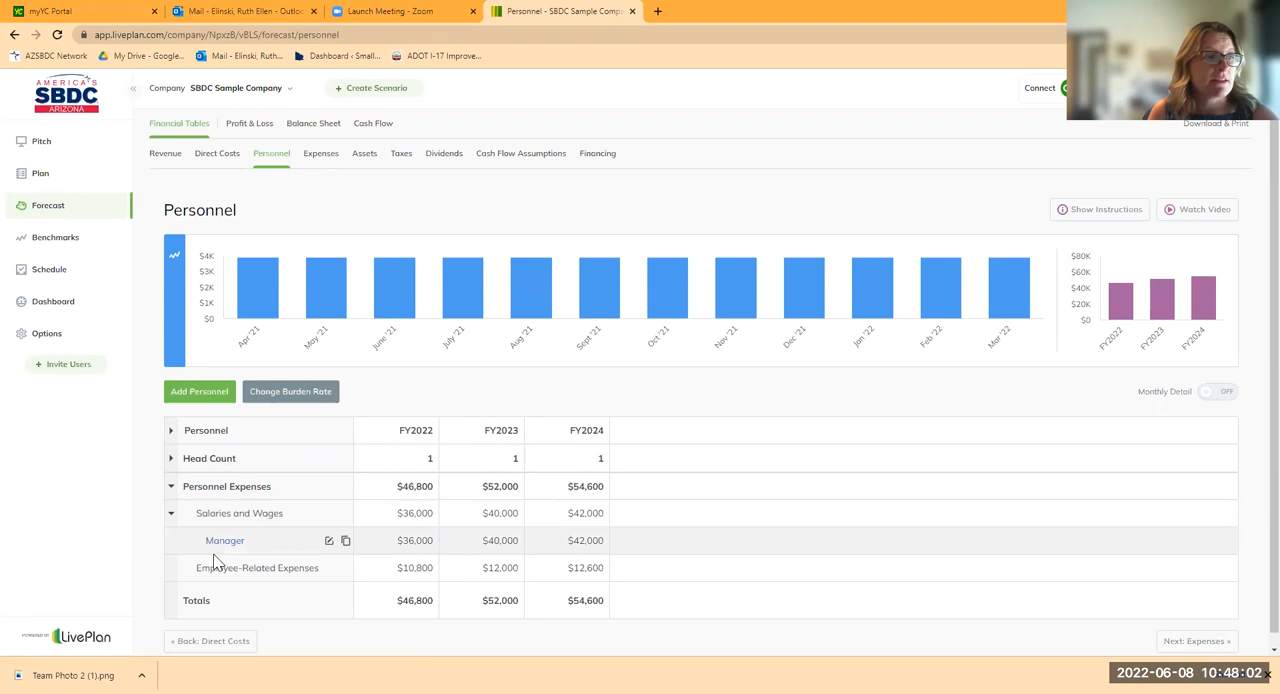 myYC Portal
Mail - Elinski, Ruth Ellen - Outloo
Launch Meeting - Zoom
Personnel - SBDC Sample Comp
app.liveplan.com/company/NpxzB/vBLS/forecast/personnel
AZSBDC Network
My Drive - Google...
Mail - Elinski, Ruth...
Dashboard < Small...
ADOT I-17 Improve...
AMERICA'S
SBDC
ARIZONA
Company SBDC Sample Company
+ Create Scenario
Connect
Financial Tables
Profit & Loss
Balance Sheet
Cash Flow
Download & Print
Revenue
Direct Costs
Personnel
Expenses
Assets
Taxes
Dividends
Cash Flow Assumptions
Financing
Pitch
Plan
Forecast
Benchmarks
Schedule
Dashboard
Options
+ Invite Users
Personnel
Show Instructions
Watch Video
$4K
$3K
$2K
$1K
$0
Apr '21
May '21
June '21
July '21
Aug '21
Sept '21
Oct '21
Nov '21
Dec '21
Jan '22
Feb '22
Mar '22
$80K
$60K
$40K
$20K
$0
FY2022
FY2023
FY2024
Add Personnel
Change Burden Rate
Monthly Detail OFF
Personnel FY2022 FY2023 FY2024
Head Count 1 1 1
Personnel Expenses $46,800 $52,000 $54,600
Salaries and Wages $36,000 $40,000 $42,000
Manager $36,000 $40,000 $42,000
Employee-Related Expenses $10,800 $12,000 $12,600
Totals $46,800 $52,000 $54,600
« Back: Direct Costs
Next: Expenses »
POWERED BY LivePlan
Team Photo 2 (1).png
2022-06-08 10:48:02